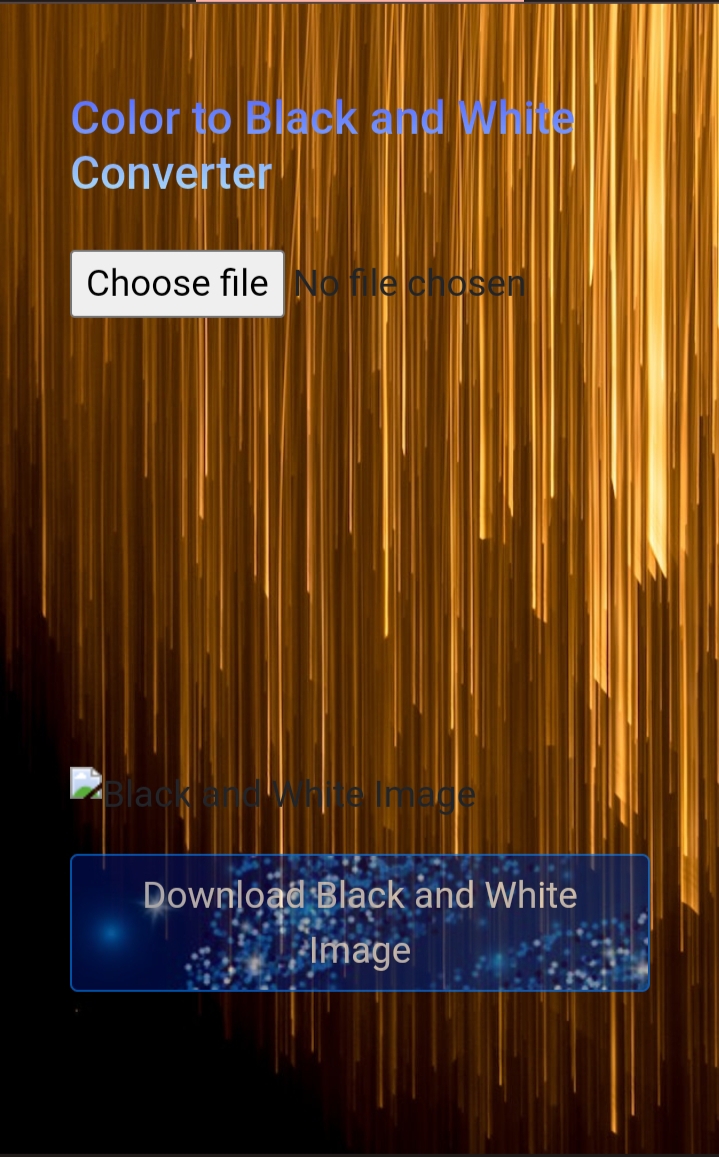 Color to Black and White
Converter
Choose file No file chosen
Black and White Image
Download Black and White
Image